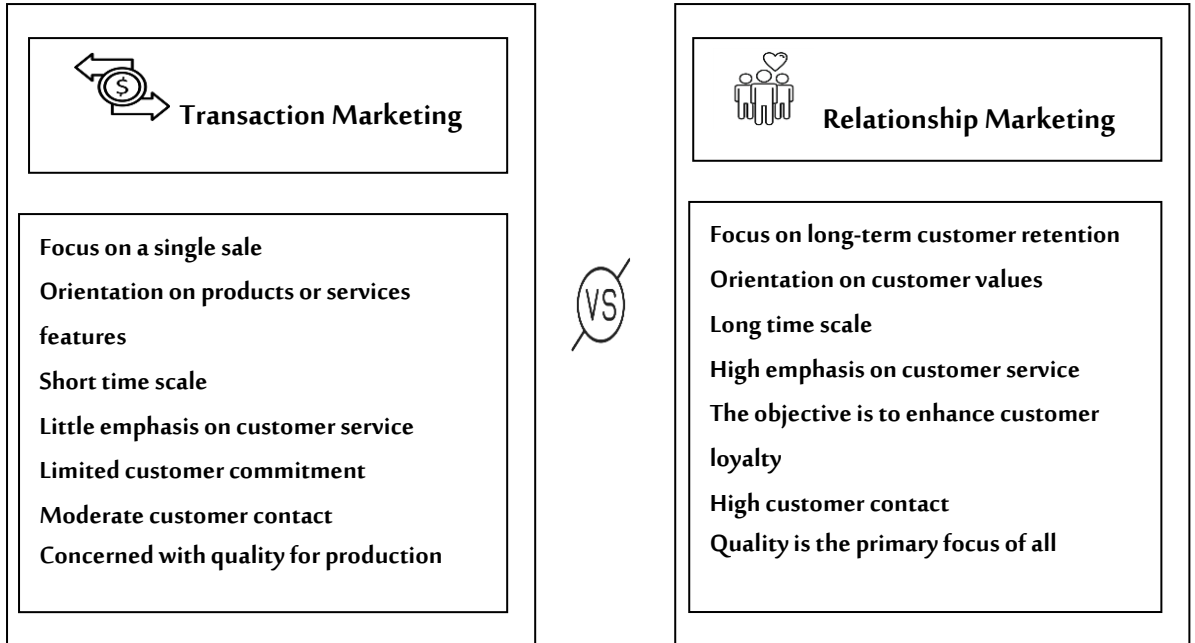 $ Transaction Marketing
Focus on a single sale
Orientation on products or services
features
Short time scale
Little emphasis on customer service
Limited customer commitment
Moderate customer contact
Concerned with quality for production
VS
Relationship Marketing
Focus on long-term customer retention
Orientation on customer values
Long time scale
High emphasis on customer service
The objective is to enhance customer
loyalty
High customer contact
Quality is the primary focus of all